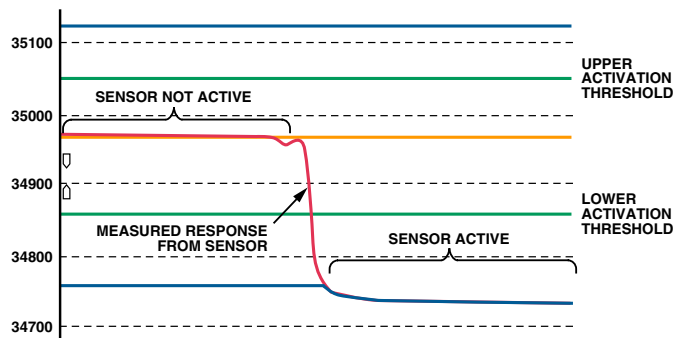 35100
35000
34900
34800
34700
SENSOR NOT ACTIVE
MEASURED RESPONSE
FROM SENSOR
SENSOR ACTIVE
UPPER
ACTIVATION
THRESHOLD
LOWER
ACTIVATION
THRESHOLD